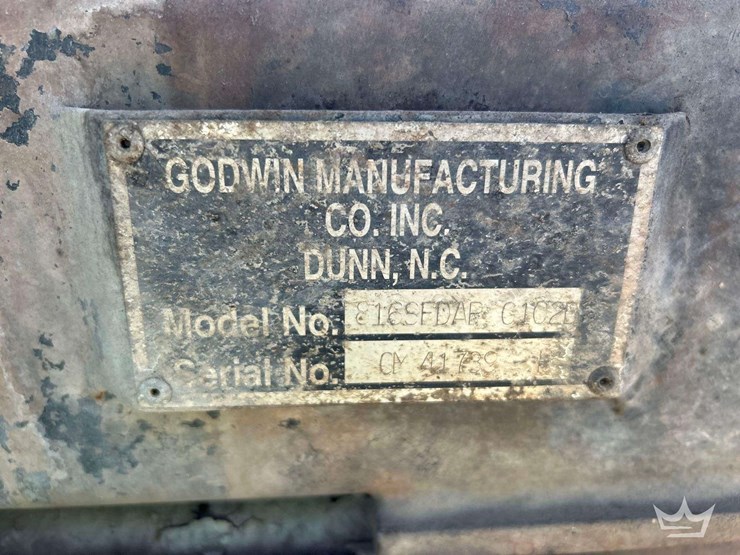 GODWIN MANUFACTURING
CO. INC.
DUNN, N.C.
Model No.
Serial No.